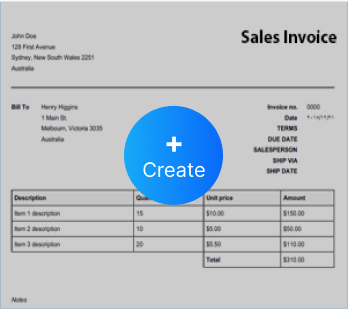 Sales Invoice
John Doe
128 First Avenue
Sydney, New South Wales 2251
Australia
Bill To Henry Higgins
1 Main St.
Melbourn, Victoria 3035
Australia
Invoice no. 0000
Date
TERMS
DUE DATE
SALESPERSON
SHIP VIA
SHIP DATE
+
Create
Description Unit price Amount
Item 1 description 15 $10.00 $150.00
Item 2 description 10 $5.00 $50.00
Item 3 description 20 $5.50 $110.00
Total $310.00
Notes